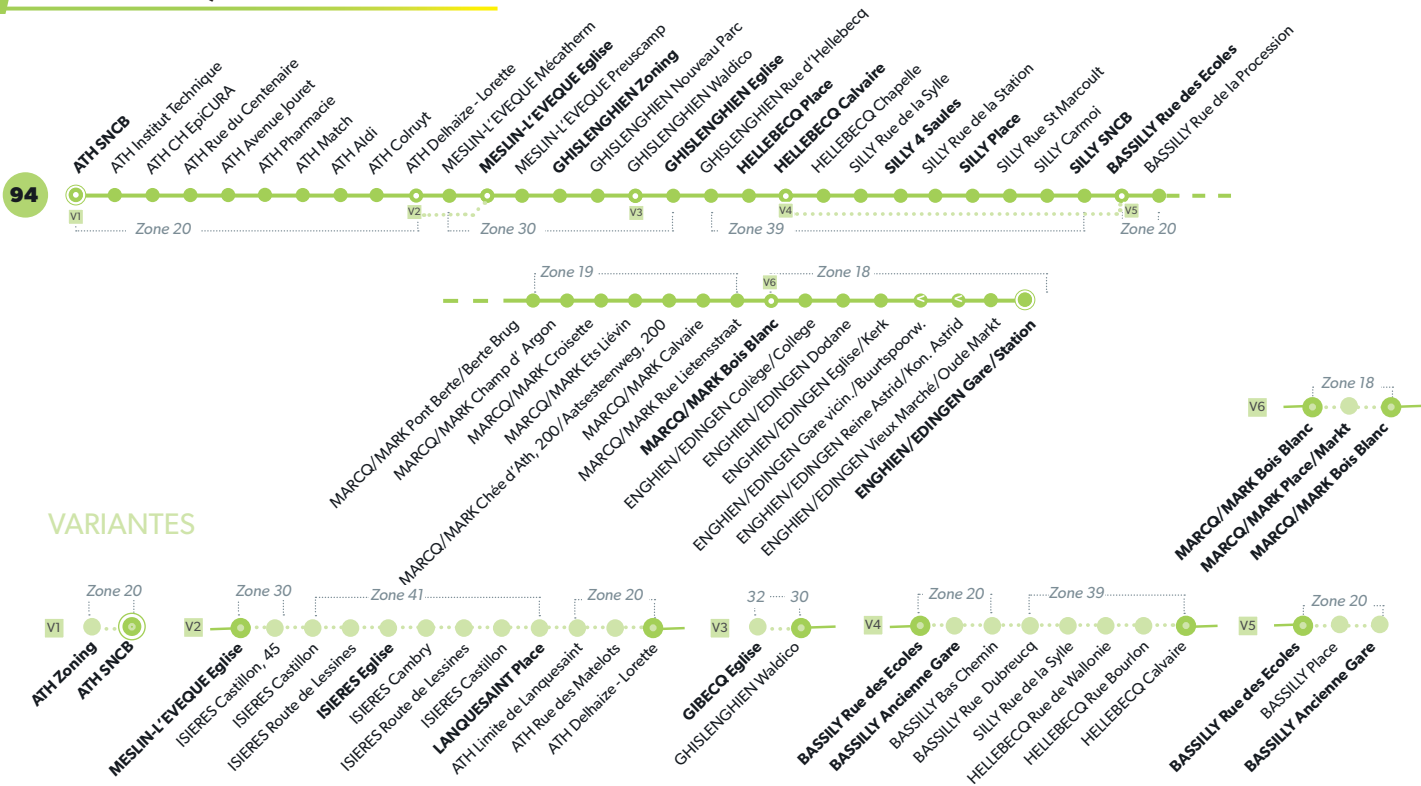 94
ATH SNCB
ATH Institut Technique
ATH CH EpiCURA
ATH Rue du Centenaire
ATH Avenue Jouret
ATH Pharmacie
ATH Match
ATH Aldi
ATH Colruyt
ATH Delhaize - Lorette
MESLIN-L'EVEQUE Mécatherm
MESLIN-L'EVEQUE Eglise
MESLIN-L'EVEQUE Preuscamp
GHISLENGHIEN Zoning
GHISLENGHIEN Nouveau Parc
GHISLENGHIEN Waldico
GHISLENGHIEN Eglise
GHISLENGHIEN Rue d'Hellebecq
HELLEBECQ Place
HELLEBECQ Calvaire
HELLEBECQ Chapelle
SILLY Rue de la Sylle
SILLY 4 Saules
SILLY Rue de la Station
SILLY Place
SILLY Rue St Marcoult
SILLY Carmoi
SILLY SNCB
BASSILLY Rue des Ecoles
BASSILLY Rue de la Procession
V1
V2
V3
V4
V5
Zone 20
Zone 30
Zone 39
Zone 20
Zone 19
V6
Zone 18
<
<
MARCQ/MARK Pont Berte/Berte Brug
MARCQ/MARK Champ d' Argon
MARCQ/MARK Croisette
MARCQ/MARK Ets Liévin
MARCQ/MARK Chée d'Ath, 200/Aatsesteenweg, 200
MARCQ/MARK Calvaire
MARCQ/MARK Rue Lietensstraat
MARCQ/MARK Bois Blanc
ENGHIEN/EDINGEN Collège/College
ENGHIEN/EDINGEN Dodane
ENGHIEN/EDINGEN Eglise/Kerk
ENGHIEN/EDINGEN Gare vicin./Buurtspoorw.
ENGHIEN/EDINGEN Reine Astrid/Kon. Astrid
ENGHIEN/EDINGEN Vieux Marché/Oude Markt
ENGHIEN/EDINGEN Gare/Station
V6
Zone 18
MARCQ/MARK Bois Blanc
MARCQ/MARK Place/Markt
MARCQ/MARK Bois Blanc
VARIANTES
V1
Zone 20
ATH Zoning
ATH SNCB
V2
Zone 30
Zone 41
Zone 20
MESLIN-L'EVEQUE Eglise
ISIERES Castillon, 45
ISIERES Castillon
ISIERES Route de Lessines
ISIERES Eglise
ISIERES Cambry
ISIERES Route de Lessines
ISIERES Castillon
LANQUESAINT Place
ATH Limite de Lanquesaint
ATH Rue des Matelots
ATH Delhaize - Lorette
V3
32
30
GIBECQ Eglise
GHISLENGHIEN Waldico
V4
Zone 20
Zone 39
BASSILLY Rue des Ecoles
BASSILLY Ancienne Gare
BASSILLY Bas Chemin
BASSILLY Rue Dubreucq
SILLY Rue de la Sylle
HELLEBECQ Rue de Wallonie
HELLEBECQ Rue Bourlon
HELLEBECQ Calvaire
V5
Zone 20
BASSILLY Rue des Ecoles
BASSILLY Place
BASSILLY Ancienne Gare